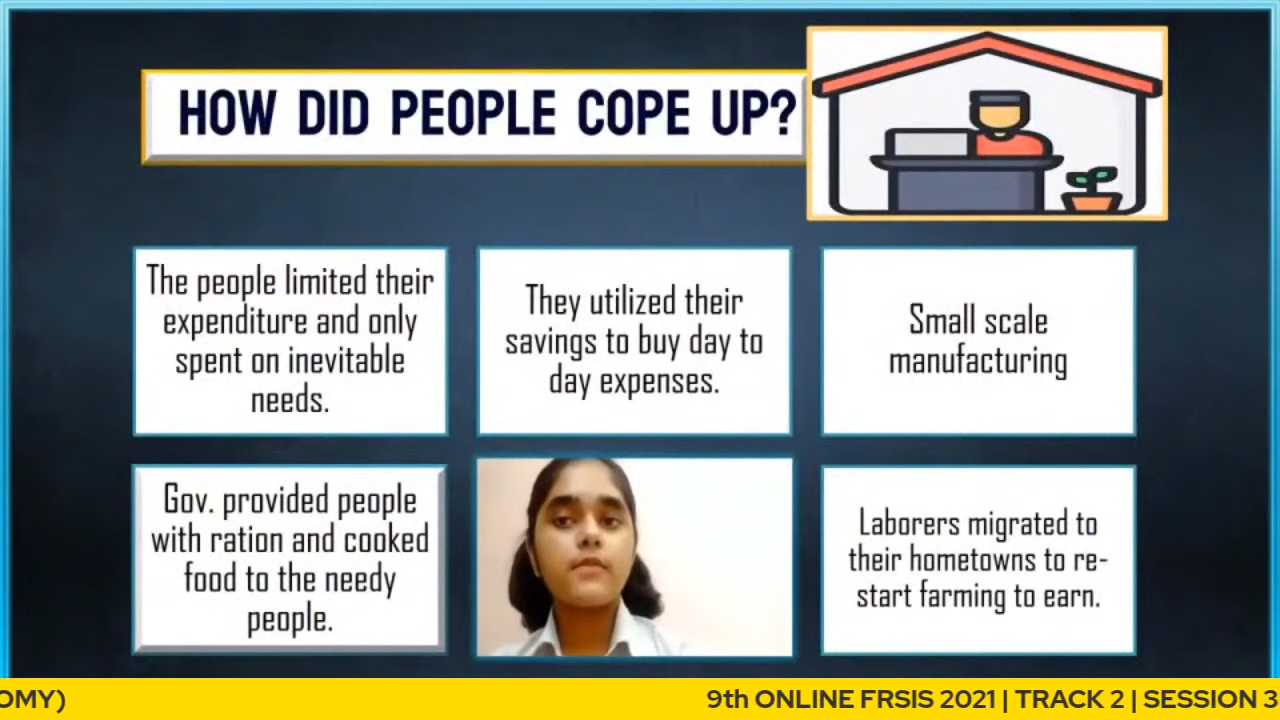 HOW DID PEOPLE COPE UP?
The people limited their
expenditure and only
spent on inevitable
needs.
They utilized their
savings to buy day to
day expenses.
Small scale
manufacturing
Gov. provided people
with ration and cooked
food to the needy
people.
Laborers migrated to
their hometowns to re-
start farming to earn.
OMY)
9th ONLINE FRSIS 2021 | TRACK 2 | SESSION 3